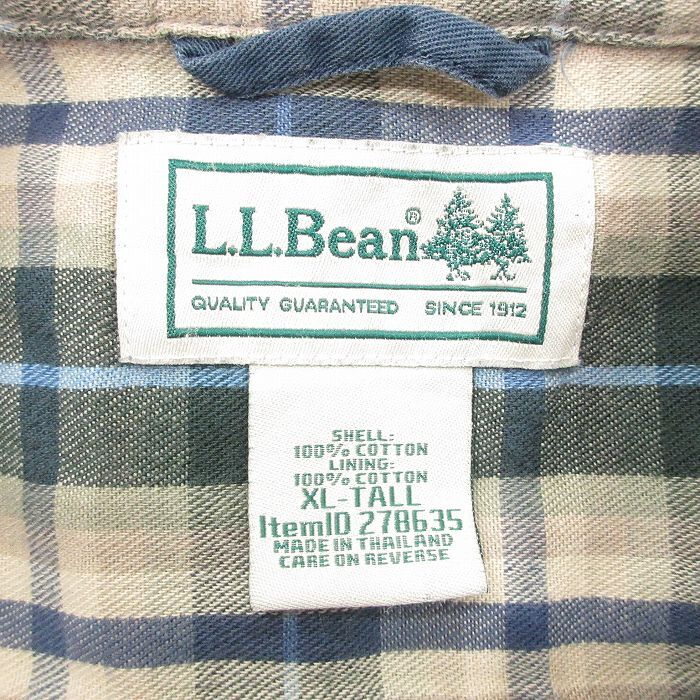 L.L.Bean®
QUALITY GUARANTEED SINCE 1912
SHELL:
100% COTTON
LINING:
100% COTTON
XL-TALL
ItemID 278635
MADE IN THAILAND
CARE ON REVERSE